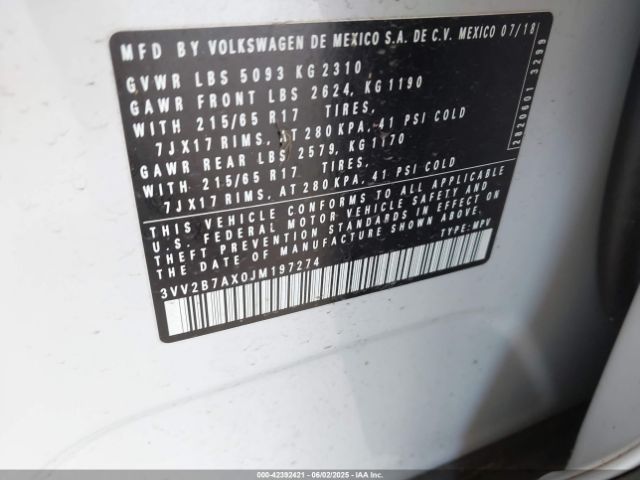 MFD BY VOLKSWAGEN DE MEXICO S.A. DE C.V. MEXICO 07/18
GVWR LBS 5093 KG 2310
GAWR FRONT LBS 2624, KG 1190
WITH 215/65 R17 TIRES,
7JX17 RIMS, AT 280 KPA, 41 PSI COLD
GAWR REAR LBS 2579, KG 1170
WITH 215/65 R17 TIRES,
7JX17 RIMS, AT 280 KPA, 41 PSI COLD
THIS VEHICLE CONFORMS TO ALL APPLICABLE
U.S. FEDERAL MOTOR VEHICLE SAFETY AND
THEFT PREVENTION STANDARDS IN EFFECT ON
THE DATE OF MANUFACTURE SHOWN ABOVE.
TYPE: MPV
3VV2B7AX0JM197274
2820601 3299
000-42392421 - 06/02/2025 - IAAI.COM